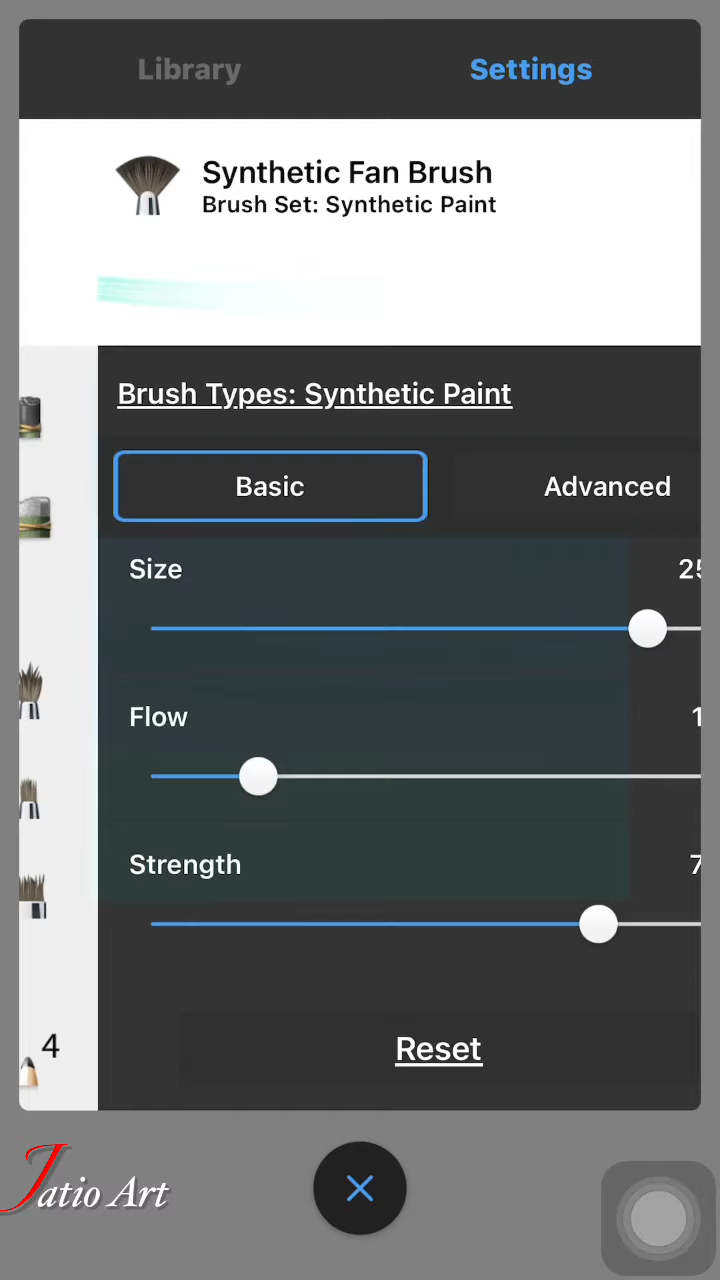 Library Settings
Synthetic Fan Brush
Brush Set: Synthetic Paint
Brush Types: Synthetic Paint
Basic Advanced
Size
Flow
Strength
4
Reset
Jatio Art